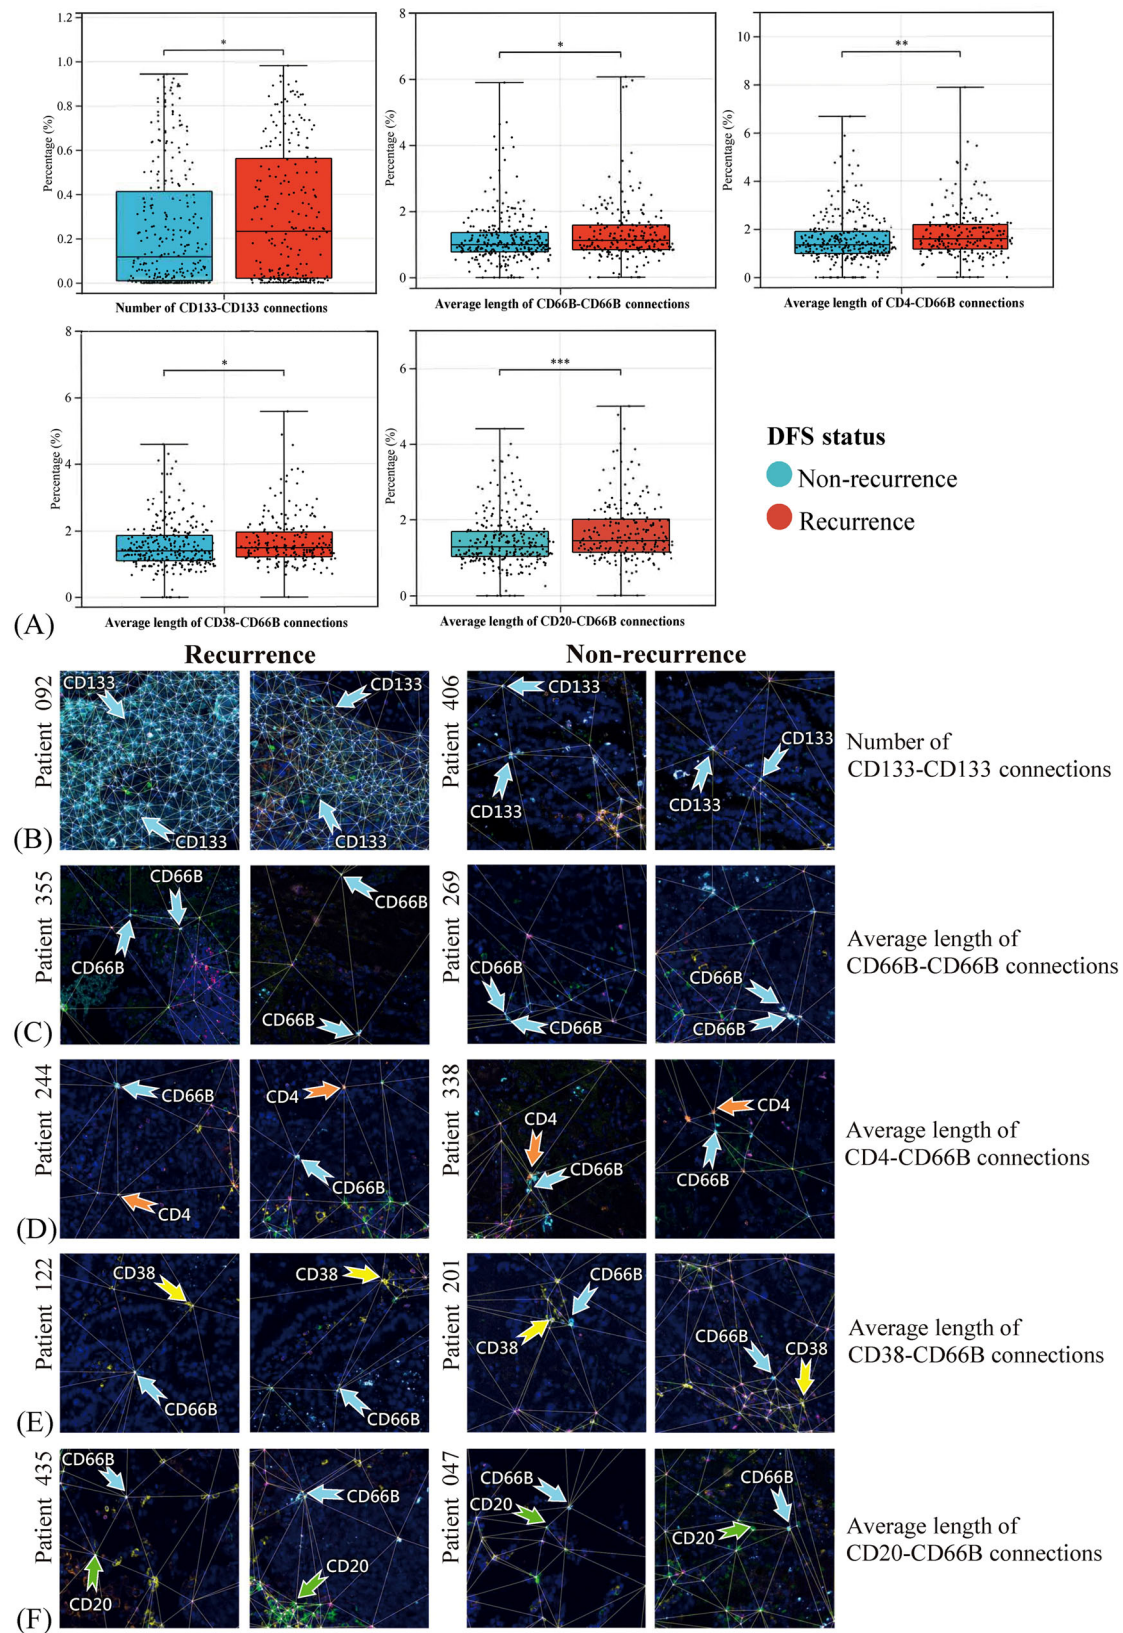 1.2
1.0
0.8
0.6
0.4
0.2
0.0
Percentage (%)
*
Number of CD133-CD133 connections
8
6
4
2
0
Percentage (%)
*
Average length of CD66B-CD66B connections
10
8
6
4
2
0
Percentage (%)
**
Average length of CD4-CD66B connections
8
6
4
2
0
Percentage (%)
*
Average length of CD38-CD66B connections
6
4
2
0
Percentage (%)
***
Average length of CD20-CD66B connections
DFS status
Non-recurrence
Recurrence
(A)
Recurrence
Non-recurrence
Patient 092
CD133
CD133
CD133
CD133
Patient 406
CD133
CD133
CD133
CD133
Number of
CD133-CD133 connections
(B)
Patient 355
CD66B
CD66B
CD66B
CD66B
Patient 269
CD66B
CD66B
CD66B
CD66B
Average length of
CD66B-CD66B connections
(C)
Patient 244
CD66B
CD4
CD4
CD66B
Patient 338
CD4
CD66B
CD4
CD66B
Average length of
CD4-CD66B connections
(D)
Patient 122
CD38
CD66B
CD38
CD66B
Patient 201
CD66B
CD38
CD66B
CD38
Average length of
CD38-CD66B connections
(E)
Patient 435
CD66B
CD20
CD66B
CD20
Patient 047
CD66B
CD20
CD66B
CD20
Average length of
CD20-CD66B connections
(F)